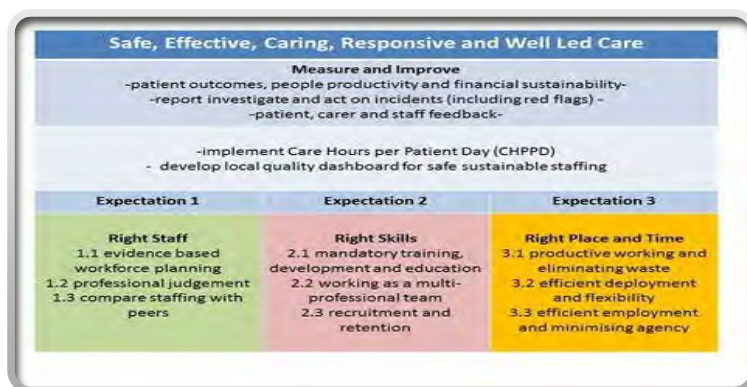 Safe, Effective, Caring, Responsive and Well Led Care
Measure and Improve
-patient outcomes, people productivity and financial sustainability-
-report investigate and act on incidents (including red flags) -
-patient, carer and staff feedback-
-implement Care Hours per Patient Day (CHPPD)
- develop local quality dashboard for safe sustainable staffing
Expectation 1
Right Staff
1.1 evidence based
workforce planning
1.2 professional judgement
1.3 compare staffing with
peers
Expectation 2
Right Skills
2.1 mandatory training,
development and education
2.2 working as a multi-
professional team
2.3 recruitment and
retention
Expectation 3
Right Place and Time
3.1 productive working and
eliminating waste
3.2 efficient deployment
and flexibility
3.3 efficient employment
and minimising agency